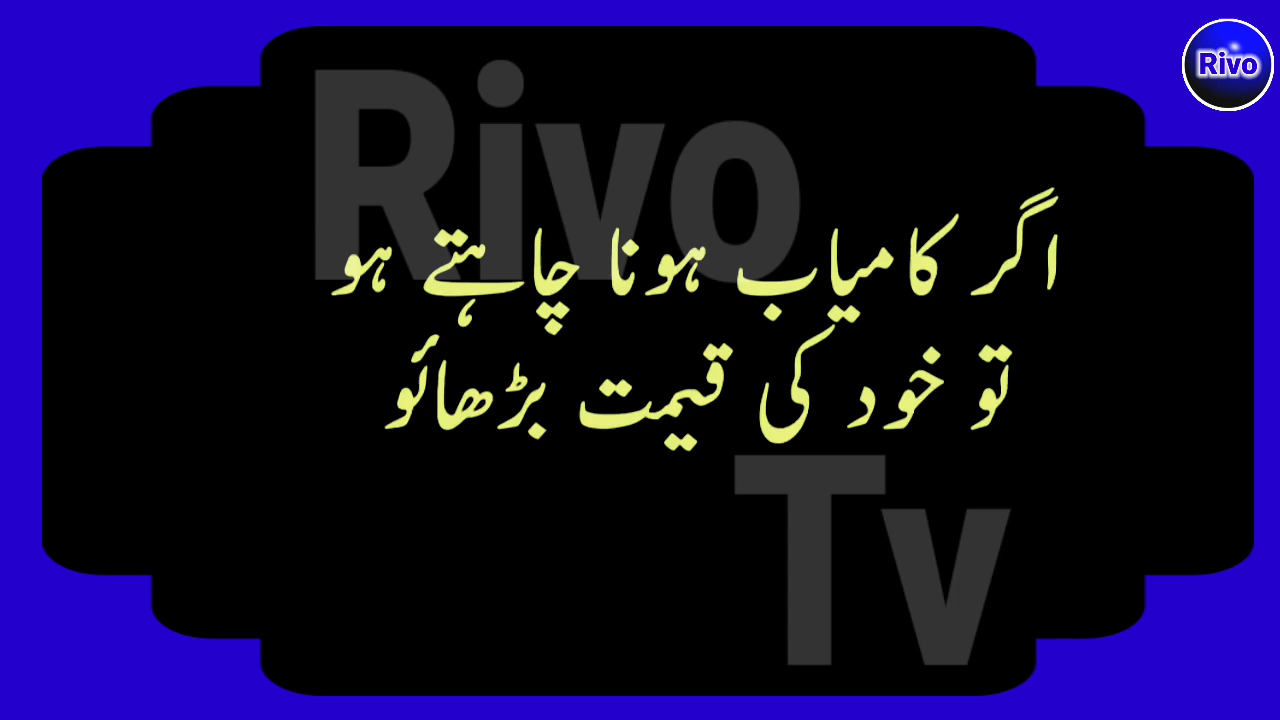 Rivo
Rivo
اگر کامیاب ہونا چاہتے ہو
تو خود کی قیمت بڑھائو
Tv